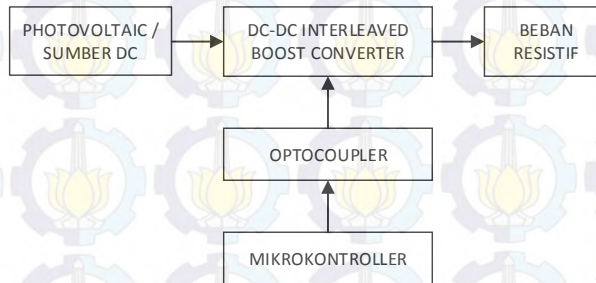 PHOTOVOLTAIC /
SUMBER DC
DC-DC INTERLEAVED
BOOST CONVERTER
BEBAN
RESISTIF
OPTOCOUPLER
MIKROKONTROLLER